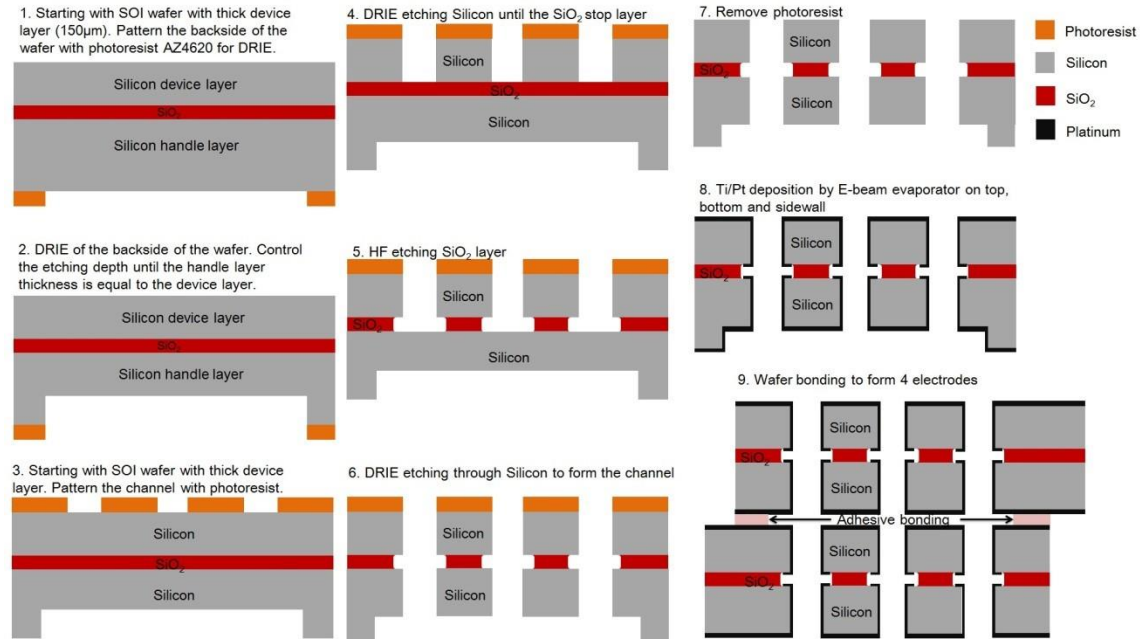 1. Starting with SOI wafer with thick device
layer (150μm). Pattern the backside of the
wafer with photoresist AZ4620 for DRIE.
Silicon device layer
SiO2
Silicon handle layer
2. DRIE of the backside of the wafer. Control
the etching depth until the handle layer
thickness is equal to the device layer.
Silicon device layer
SiO2
Silicon handle layer
3. Starting with SOI wafer with thick device
layer. Pattern the channel with photoresist.
Silicon
SiO2
Silicon
4. DRIE etching Silicon until the SiO2 stop layer
Silicon
SiO2
Silicon
5. HF etching SiO2 layer
Silicon
SiO2
Silicon
6. DRIE etching through Silicon to form the channel
Silicon
SiO2
Silicon
7. Remove photoresist
Silicon
SiO2
Silicon
8. Ti/Pt deposition by E-beam evaporator on top,
bottom and sidewall
Silicon
SiO2
Silicon
9. Wafer bonding to form 4 electrodes
Silicon
SiO2
Silicon
Adhesive bonding
Silicon
SiO2
Silicon
Photoresist
Silicon
SiO2
Platinum